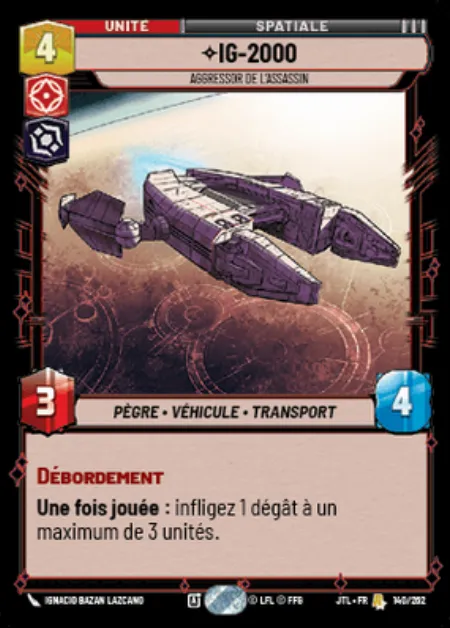 UNITÉ SPATIALE
4
✧IG-2000
AGGRESSOR DE L'ASSASSIN
3
PÈGRE • VÉHICULE • TRANSPORT
4
DÉBORDEMENT
Une fois jouée : infligez 1 dégât à un
maximum de 3 unités.
IGNACIO BAZAN LAZCANO A © LFL © FFG JTL • FR 140/262